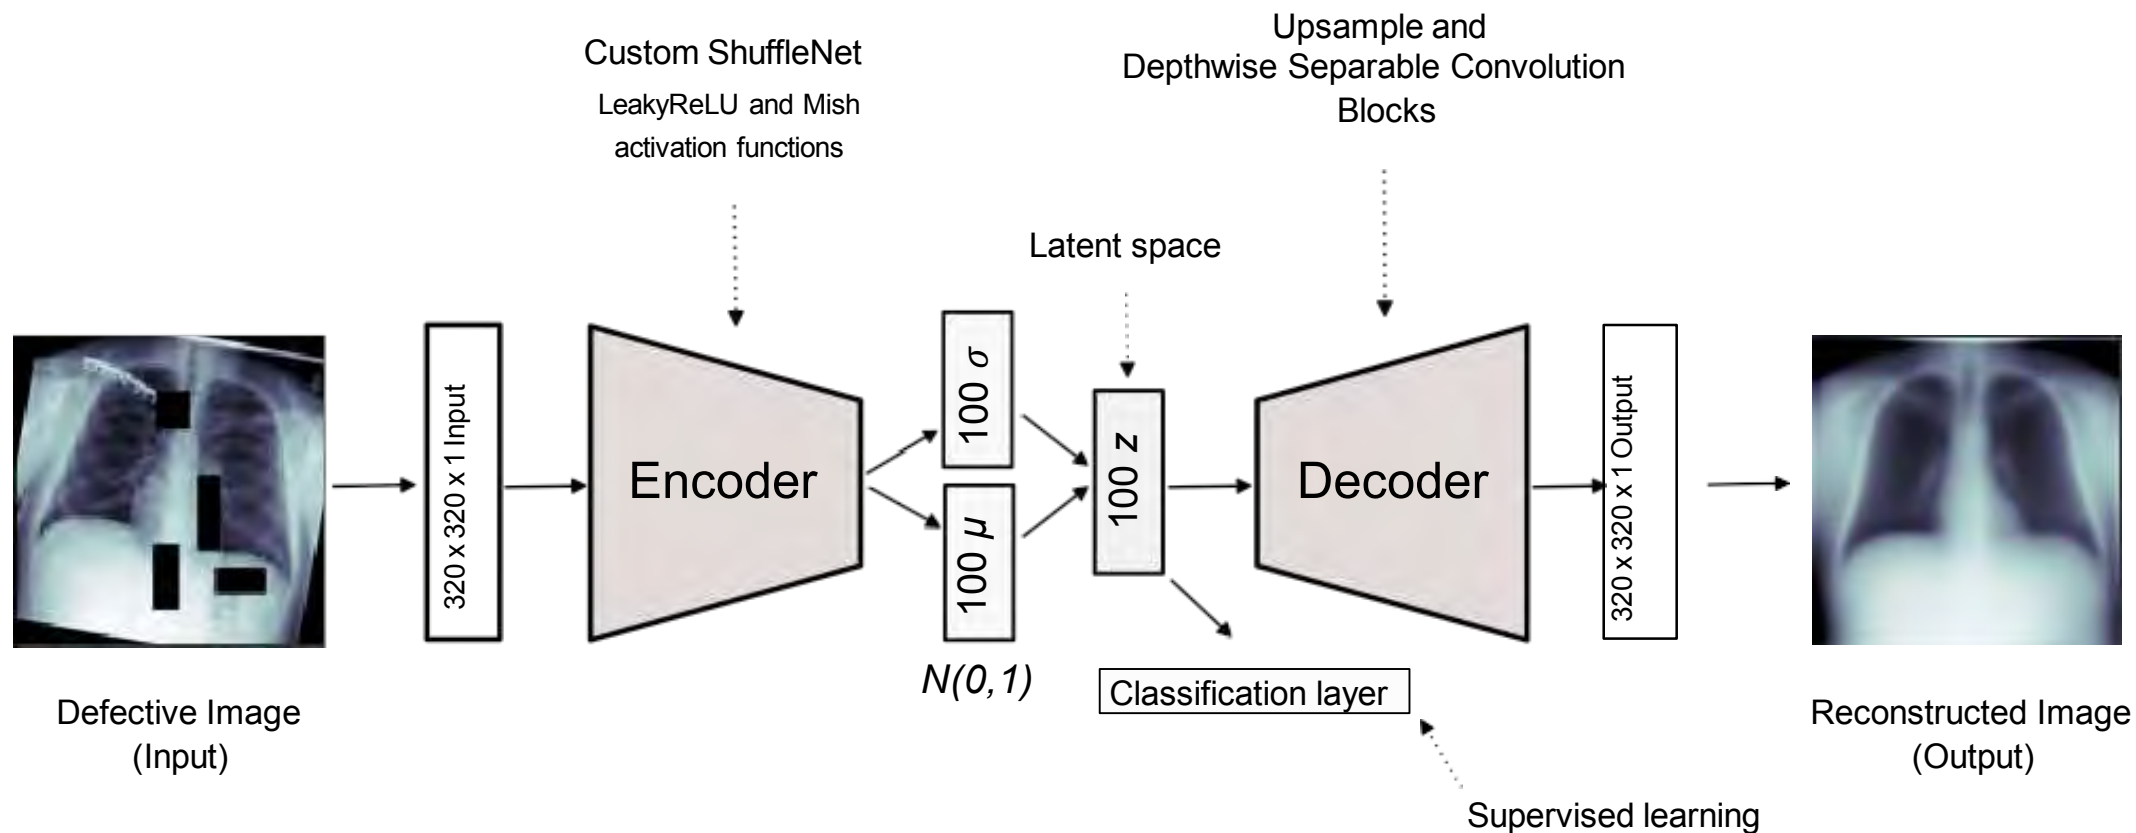 Custom ShuffleNet
LeakyReLU and Mish
activation functions
Upsample and
Depthwise Separable Convolution
Blocks
Latent space
320 x 320 x 1 Input
Encoder
100 σ
100 μ
N(0,1)
100 z
Decoder
320 x 320 x 1 Output
Classification layer
Defective Image
(Input)
Reconstructed Image
(Output)
Supervised learning